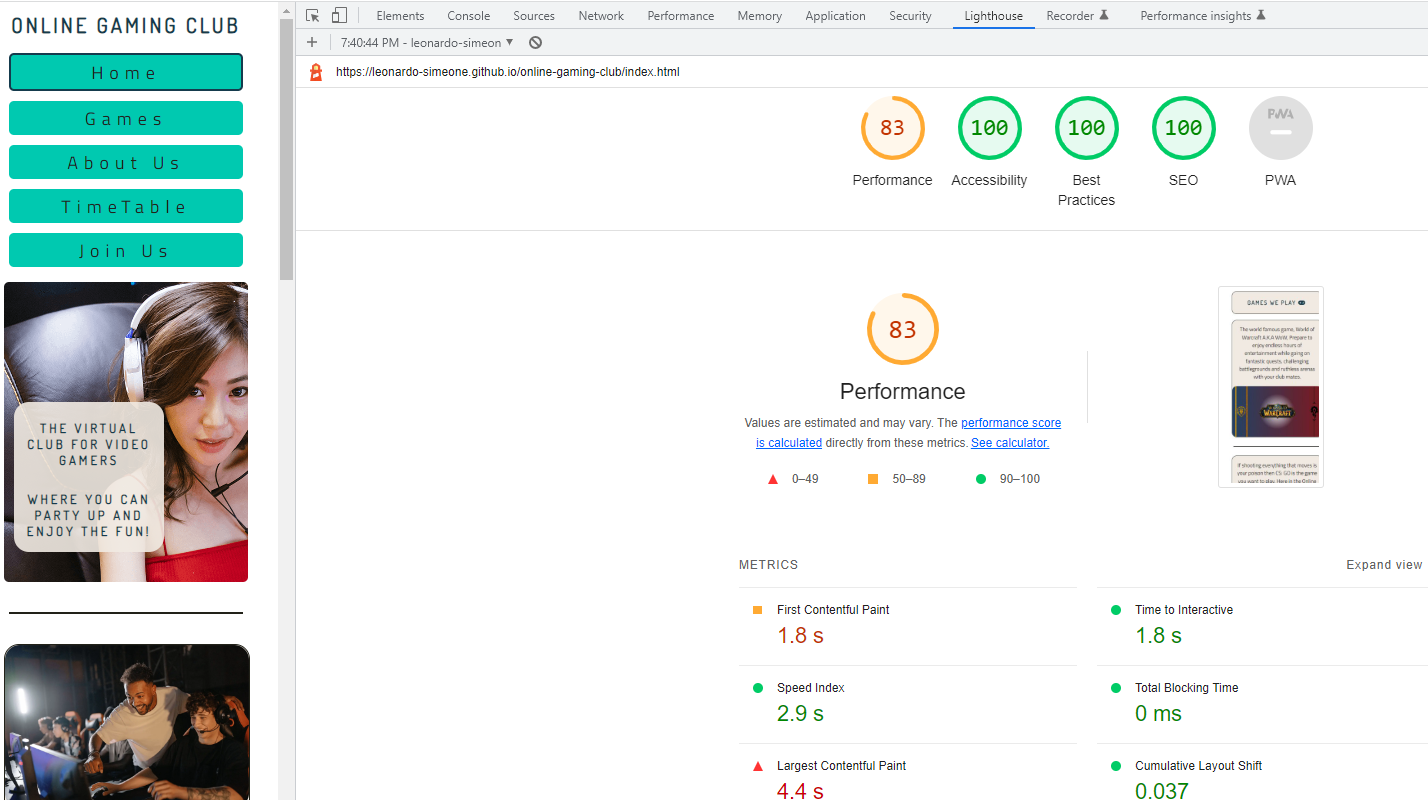 ONLINE GAMING CLUB
Home
Games
About Us
TimeTable
Join Us
THE VIRTUAL
CLUB FOR VIDEO
GAMERS
WHERE YOU CAN
PARTY UP AND
ENJOY THE FUN!
Elements Console Sources Network Performance Memory Application Security Lighthouse Recorder Performance insights
+ 7:40:44 PM - leonardo-simeon ▼
https://leonardo-simeone.github.io/online-gaming-club/index.html
83 100 100 100 PWA
Performance Accessibility Best Practices SEO PWA
83
Performance
Values are estimated and may vary. The performance score
is calculated directly from these metrics. See calculator.
0–49 50–89 90–100
GAMES WE PLAY
The world famous game, World of
Warcraft A.K.A WoW. Prepare to
enjoy endless hours of
entertainment while going on
fantastic quests, challenging
battlegrounds and ruthless arenas
with your club mates.
WARCRAFT
If shooting everything that moves is
your poison then CS: GO is the game
you want to play. Here in the Online
METRICS Expand view
First Contentful Paint Time to Interactive
1.8 s 1.8 s
Speed Index Total Blocking Time
2.9 s 0 ms
Largest Contentful Paint Cumulative Layout Shift
4.4 s 0.037